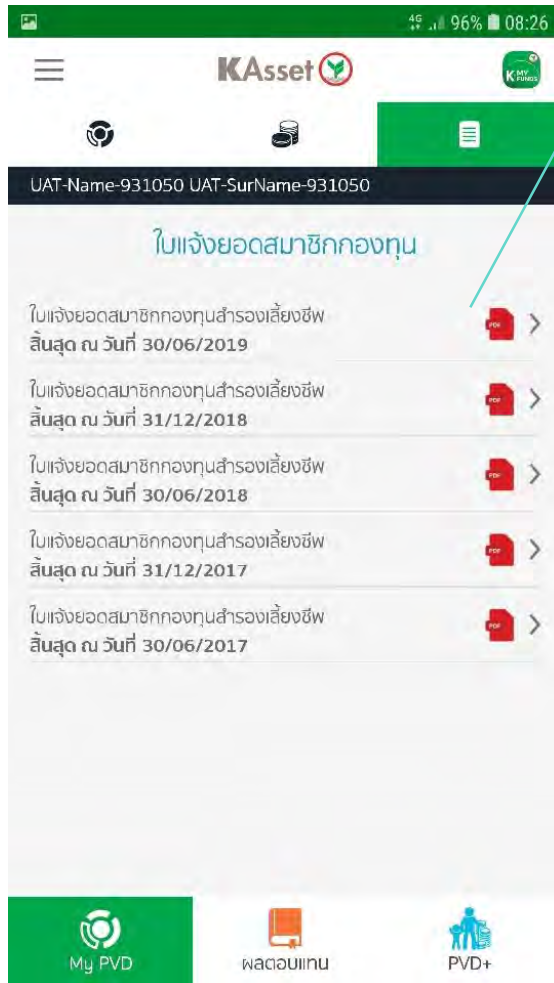 4G 96% 08:26
KAsset K MY FUNDS
UAT-Name-931050 UAT-SurName-931050
ใบแจ้งยอดสมาชิกกองทุน
ใบแจ้งยอดสมาชิกกองทุนสำรองเลี้ยงชีพ
สิ้นสุด ณ วันที่ 30/06/2019
PDF
ใบแจ้งยอดสมาชิกกองทุนสำรองเลี้ยงชีพ
สิ้นสุด ณ วันที่ 31/12/2018
PDF
ใบแจ้งยอดสมาชิกกองทุนสำรองเลี้ยงชีพ
สิ้นสุด ณ วันที่ 30/06/2018
PDF
ใบแจ้งยอดสมาชิกกองทุนสำรองเลี้ยงชีพ
สิ้นสุด ณ วันที่ 31/12/2017
PDF
ใบแจ้งยอดสมาชิกกองทุนสำรองเลี้ยงชีพ
สิ้นสุด ณ วันที่ 30/06/2017
PDF
My PVD ผลตอบแทน PVD+